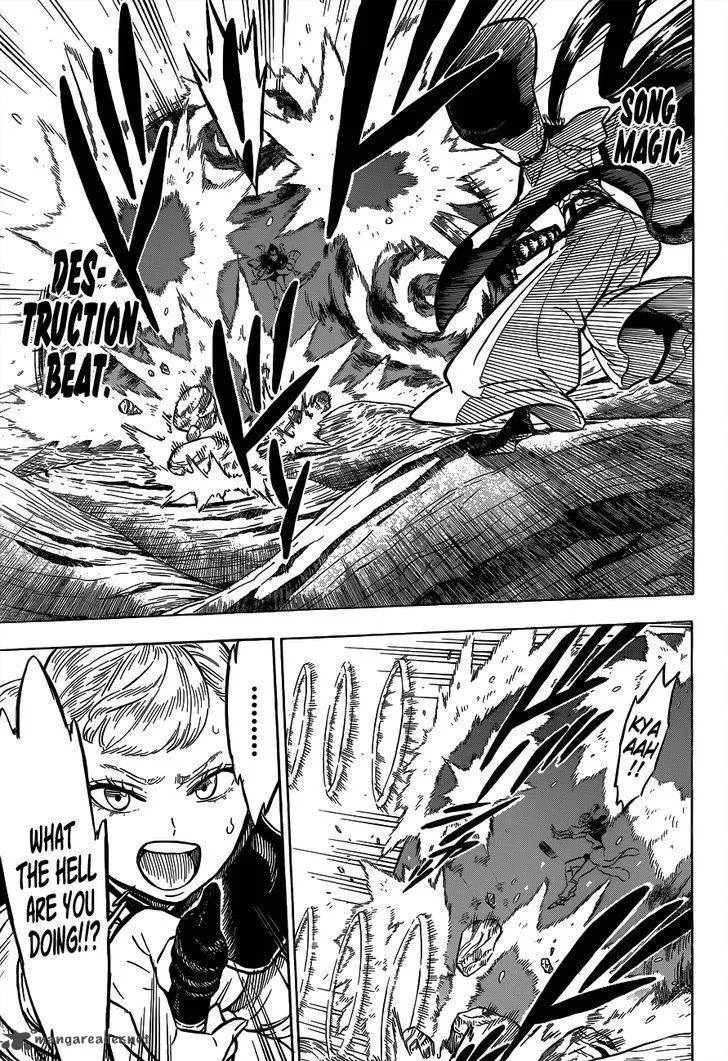 SONG
MAGIC
DES-
TRUCTION
BEAT.
KYA
AAH
!!
........
WHAT
THE HELL
ARE YOU
DOING!!?
mangareader.net